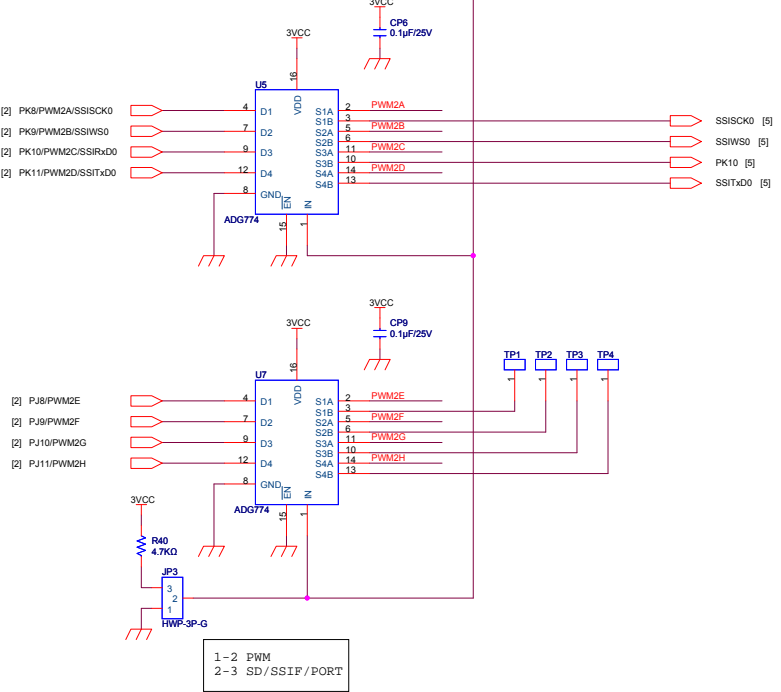 3VCC
CP6
0.1µF/25V
3VCC
U5
16
VDD
[2] PK8/PWM2A/SSISCK0
4 D1
S1A 2 PWM2A
S1B 3
SSISCK0 [5]
[2] PK9/PWM2B/SSIWS0
7 D2
S2A 5 PWM2B
S2B 6
SSIWS0 [5]
[2] PK10/PWM2C/SSIRxD0
9 D3
S3A 11 PWM2C
S3B 10
PK10 [5]
[2] PK11/PWM2D/SSITxD0
12 D4
S4A 14 PWM2D
S4B 13
SSITxD0 [5]
8 GND
EN
IN
ADG774
15
1
3VCC
CP9
0.1µF/25V
3VCC
U7
16
VDD
TP1 TP2 TP3 TP4
1 1 1 1
[2] PJ8/PWM2E
4 D1
S1A 2 PWM2E
S1B 3
[2] PJ9/PWM2F
7 D2
S2A 5 PWM2F
S2B 6
[2] PJ10/PWM2G
9 D3
S3A 11 PWM2G
S3B 10
[2] PJ11/PWM2H
12 D4
S4A 14 PWM2H
S4B 13
8 GND
EN
IN
ADG774
15
1
3VCC
R40
4.7KΩ
JP3
3
2
1
HWP-3P-G
1-2 PWM
2-3 SD/SSIF/PORT